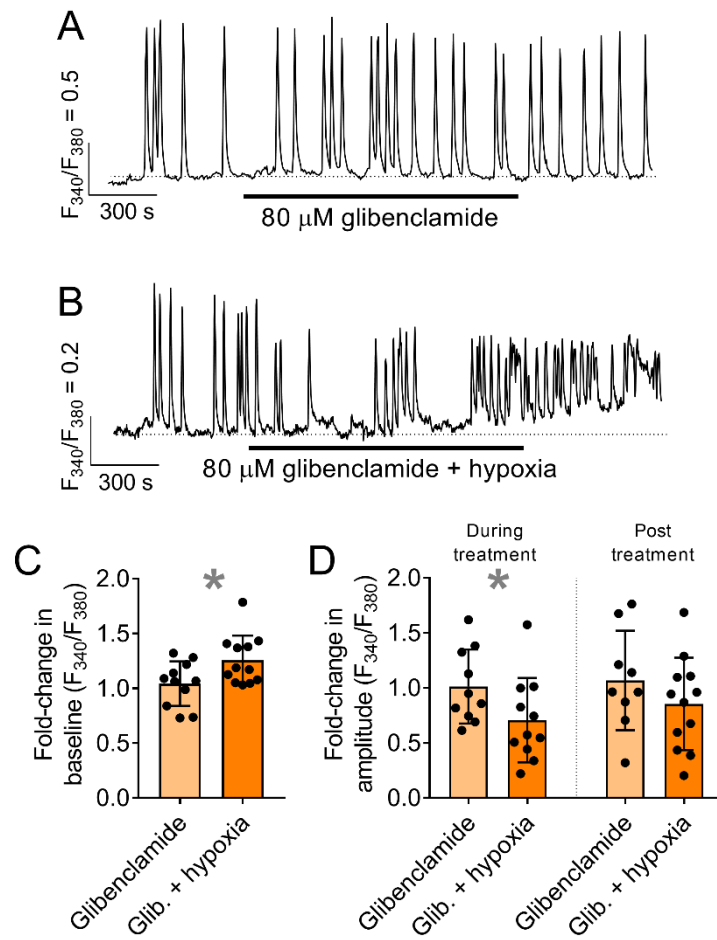 A
F340/F380 = 0.5
300 s
80 μM glibenclamide
B
F340/F380 = 0.2
300 s
80 μM glibenclamide + hypoxia
C
Fold-change in
baseline (F340/F380)
2.0
1.5
1.0
0.5
0.0
*
Glibenclamide
Glib. + hypoxia
D
During
treatment
Post
treatment
Fold-change in
amplitude (F340/F380)
2.0
1.5
1.0
0.5
0.0
*
Glibenclamide
Glib. + hypoxia
Glibenclamide
Glib. + hypoxia